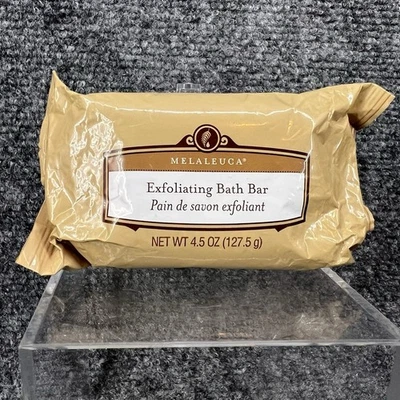 MELALEUCA®
Exfoliating Bath Bar
Pain de savon exfoliant
NET WT 4.5 OZ (127.5 g)